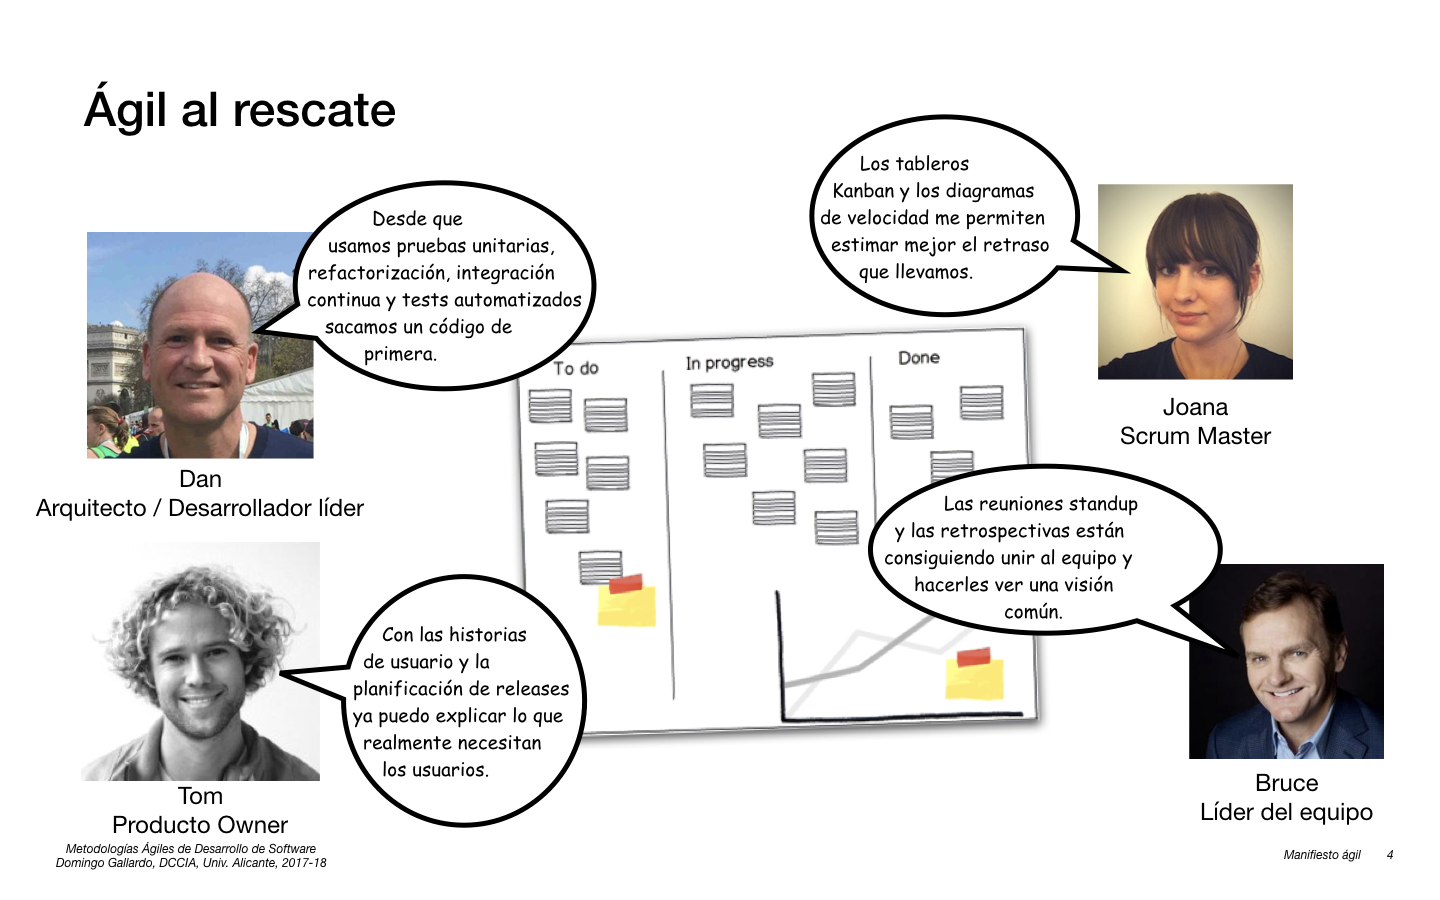 Ágil al rescate
Desde que
usamos pruebas unitarias,
refactorización, integración
continua y tests automatizados
sacamos un código de
primera.
Los tableros
Kanban y los diagramas
de velocidad me permiten
estimar mejor el retraso
que llevamos.
Dan
Arquitecto / Desarrollador líder
Joana
Scrum Master
To do
In progress
Done
Las reuniones standup
y las retrospectivas están
consiguiendo unir al equipo y
hacerles ver una visión
común.
Con las historias
de usuario y la
planificación de releases
ya puedo explicar lo que
realmente necesitan
los usuarios.
Tom
Producto Owner
Bruce
Líder del equipo
Metodologías Ágiles de Desarrollo de Software
Domingo Gallardo, DCCIA, Univ. Alicante, 2017-18
Manifiesto ágil 4